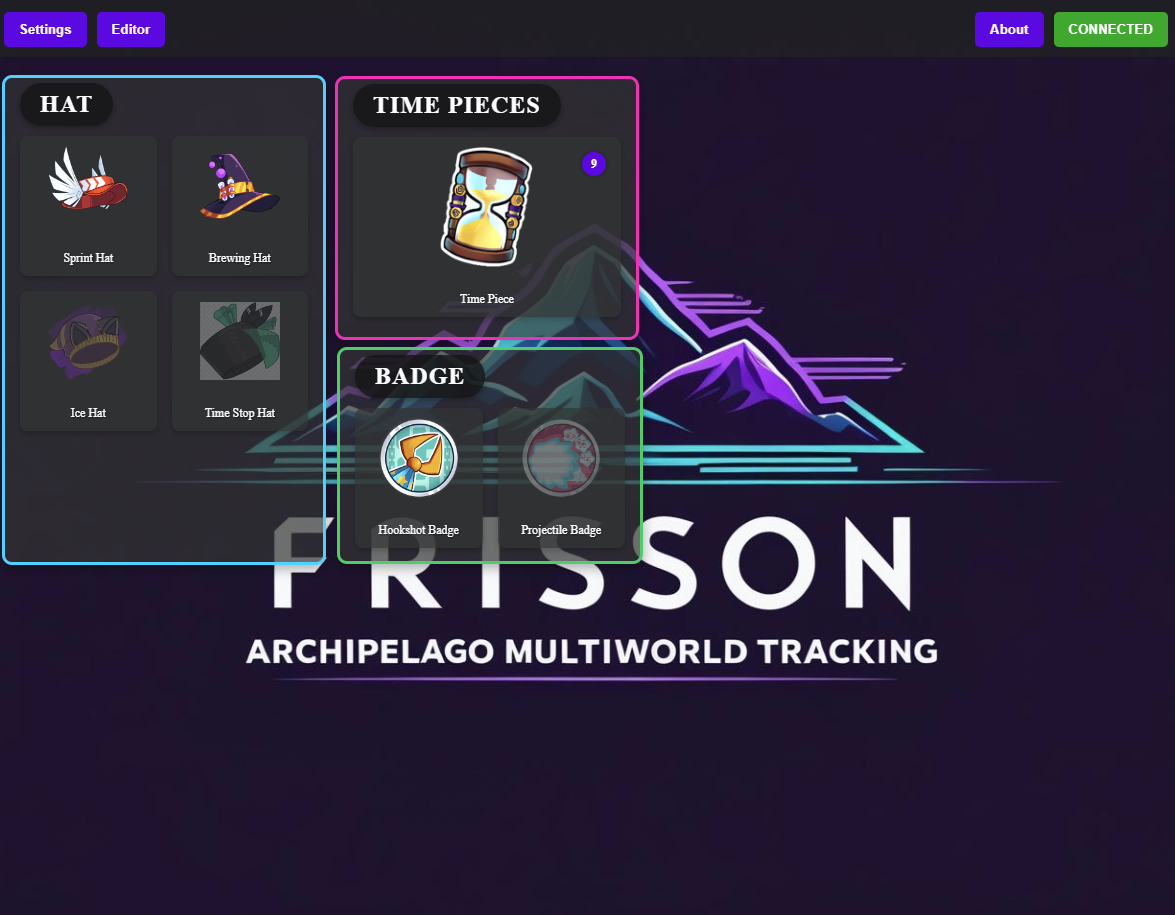 Settings
Editor
About
CONNECTED
HAT
Sprint Hat
Brewing Hat
Ice Hat
Time Stop Hat
TIME PIECES
9
Time Piece
BADGE
Hookshot Badge
Projectile Badge
FRISSON
ARCHIPELAGO MULTIWORLD TRACKING